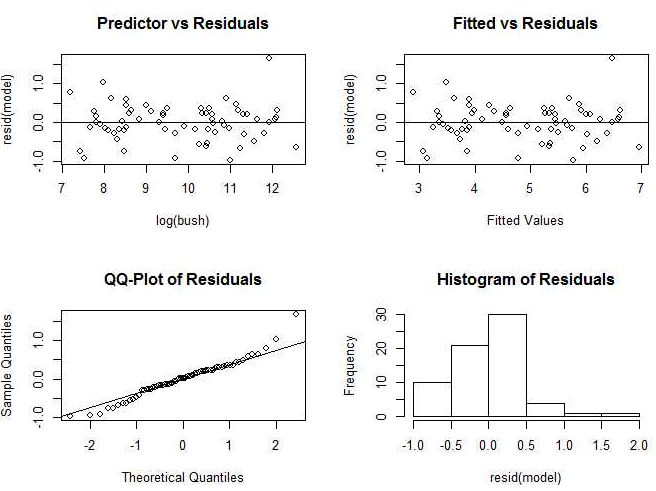 Predictor vs Residuals
resid(model)
-1.0 0.0 1.0
7 8 9 10 11 12
log(bush)
Fitted vs Residuals
resid(model)
-1.0 0.0 1.0
3 4 5 6 7
Fitted Values
QQ-Plot of Residuals
Sample Quantiles
-1.0 0.0 1.0
-2 -1 0 1 2
Theoretical Quantiles
Histogram of Residuals
Frequency
0 10 20 30
-1.0 -0.5 0.0 0.5 1.0 1.5 2.0
resid(model)